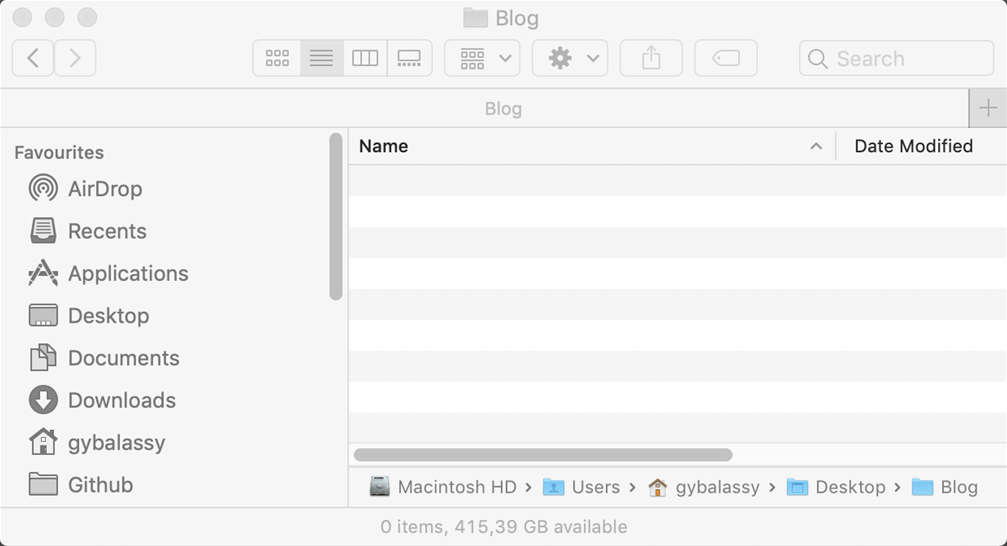 Blog
Search
Blog
Favourites
AirDrop
Recents
Applications
Desktop
Documents
Downloads
gybalassy
Github
Name Date Modified
Macintosh HD › Users › gybalassy › Desktop › Blog
0 items, 415,39 GB available